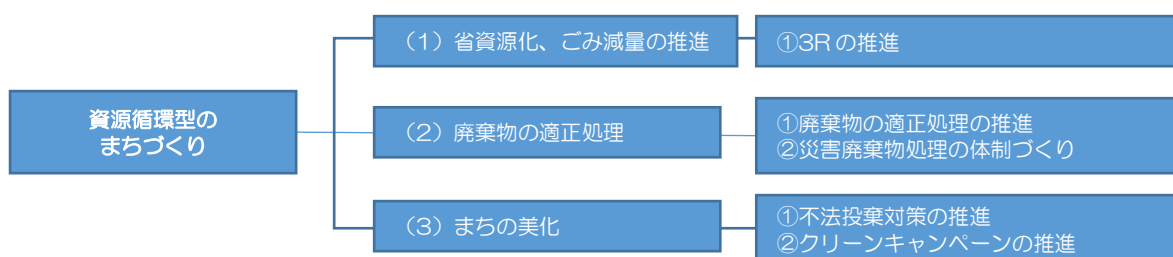 資源循環型の
まちづくり
（1）省資源化、ごみ減量の推進
①3Rの推進
（2）廃棄物の適正処理
①廃棄物の適正処理の推進
②災害廃棄物処理の体制づくり
（3）まちの美化
①不法投棄対策の推進
②クリーンキャンペーンの推進